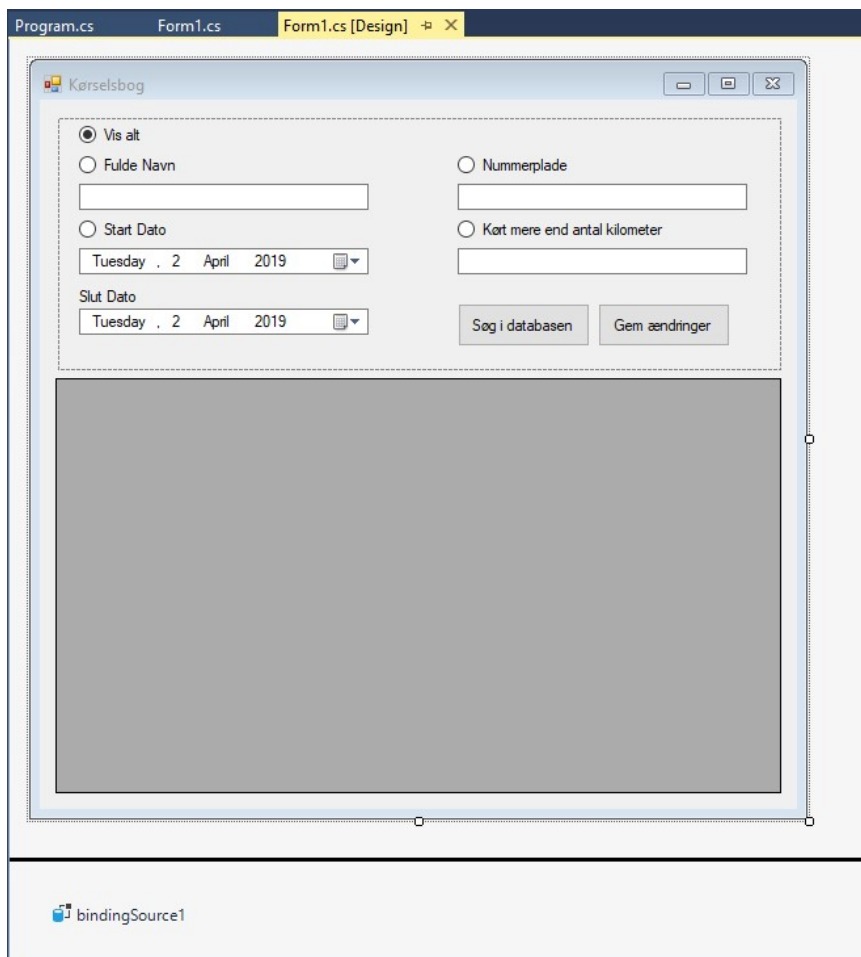 Program.cs Form1.cs Form1.cs [Design]
Kørselsbog
Vis alt
Fulde Navn Nummerplade
Start Dato Kørt mere end antal kilometer
Tuesday , 2 April 2019
Slut Dato
Tuesday , 2 April 2019
Søg i databasen Gem ændringer
bindingSource1